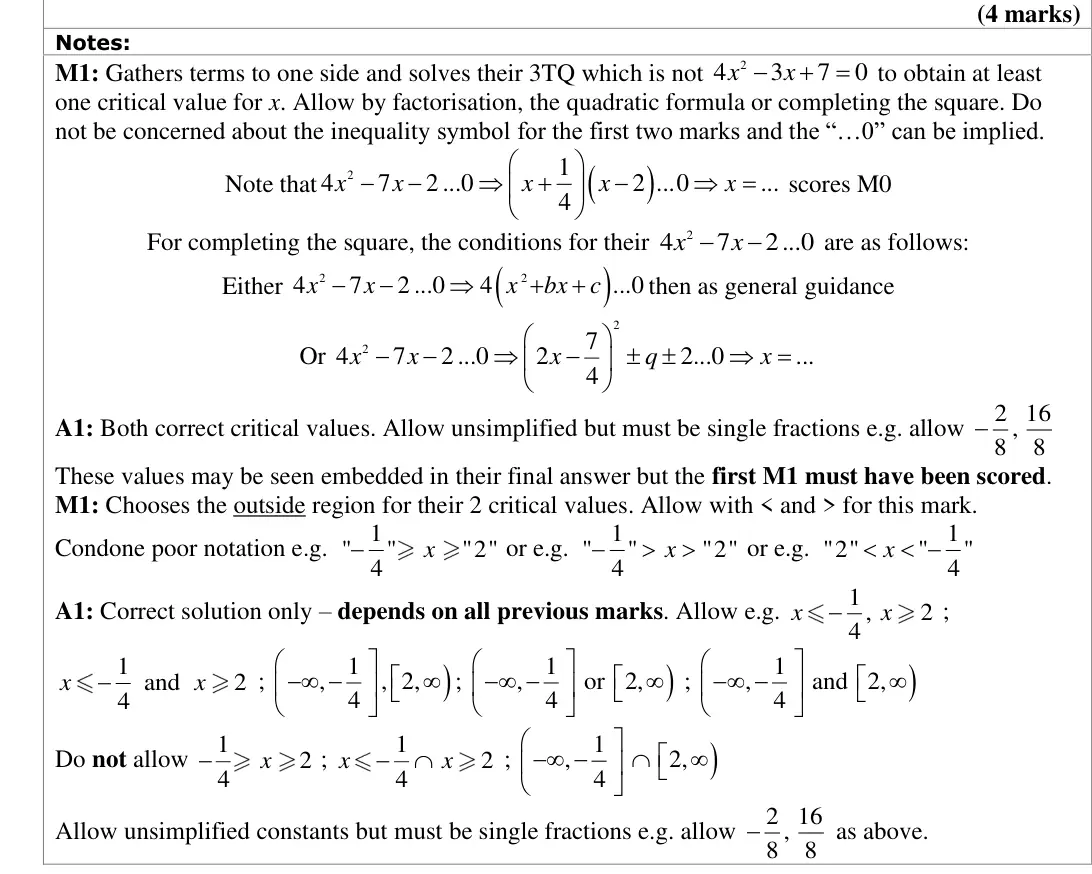 (4 marks)
Notes:
M1: Gathers terms to one side and solves their 3TQ which is not 4x² − 3x + 7 = 0 to obtain at least
one critical value for x. Allow by factorisation, the quadratic formula or completing the square. Do
not be concerned about the inequality symbol for the first two marks and the “…0” can be implied.
Note that 4x² − 7x − 2 ...0 ⇒ (x + 1/4)(x − 2)...0 ⇒ x = ... scores M0
For completing the square, the conditions for their 4x² − 7x − 2 ...0 are as follows:
Either 4x² − 7x − 2 ...0 ⇒ 4(x² + bx + c)...0 then as general guidance
Or 4x² − 7x − 2 ...0 ⇒ (2x − 7/4)² ± q ± 2...0 ⇒ x = ...
A1: Both correct critical values. Allow unsimplified but must be single fractions e.g. allow −2/8, 16/8
These values may be seen embedded in their final answer but the first M1 must have been scored.
M1: Chooses the outside region for their 2 critical values. Allow with < and > for this mark.
Condone poor notation e.g. "−1/4" ⩾ x ⩾ "2" or e.g. "−1/4" > x > "2" or e.g. "2" < x < "−1/4"
A1: Correct solution only – depends on all previous marks. Allow e.g. x ⩽ −1/4, x ⩾ 2 ;
x ⩽ −1/4 and x ⩾ 2 ; (−∞, −1/4], [2, ∞) ; (−∞, −1/4] or [2, ∞) ; (−∞, −1/4] and [2, ∞)
Do not allow −1/4 ⩾ x ⩾ 2 ; x ⩽ −1/4 ∩ x ⩾ 2 ; (−∞, −1/4] ∩ [2, ∞)
Allow unsimplified constants but must be single fractions e.g. allow −2/8, 16/8 as above.